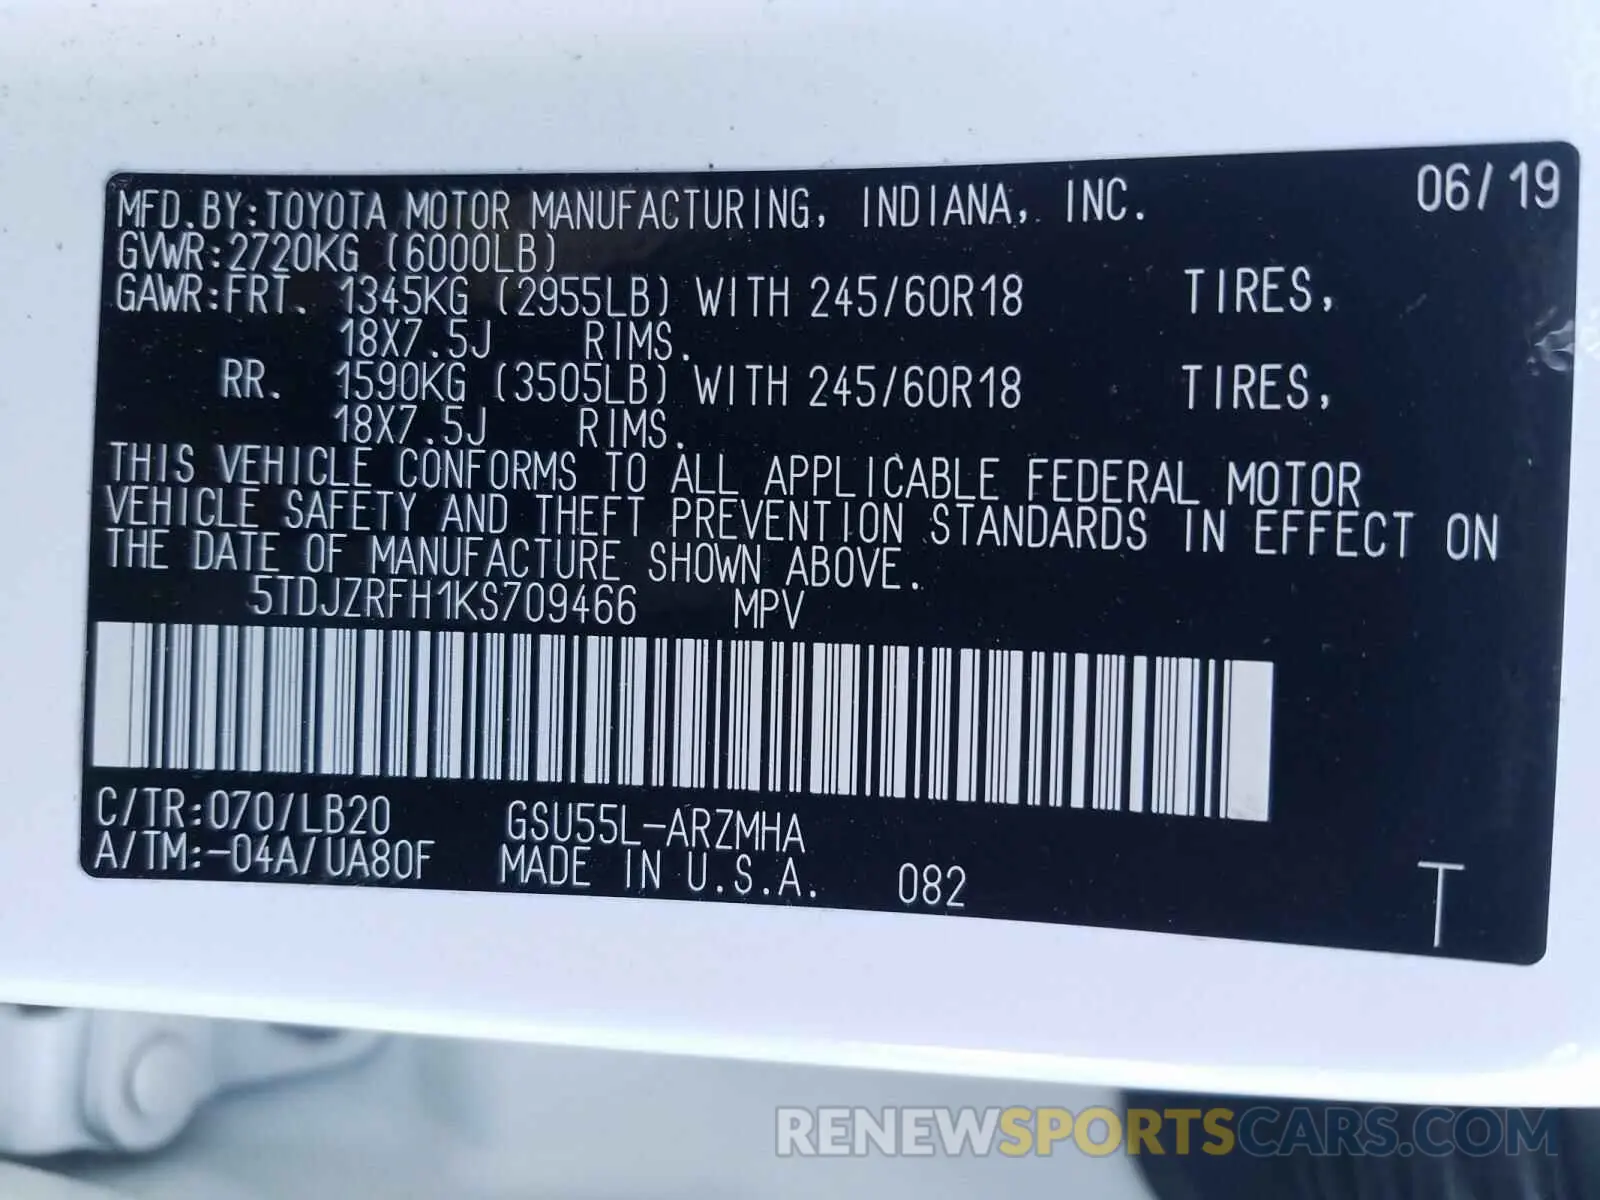 06/19
MFD.BY:TOYOTA MOTOR MANUFACTURING, INDIANA, INC.
GVWR:2720KG (6000LB)
GAWR:FRT. 1345KG (2955LB) WITH 245/60R18 TIRES,
18X7.5J RIMS.
RR. 1590KG (3505LB) WITH 245/60R18 TIRES,
18X7.5J RIMS.
THIS VEHICLE CONFORMS TO ALL APPLICABLE FEDERAL MOTOR
VEHICLE SAFETY AND THEFT PREVENTION STANDARDS IN EFFECT ON
THE DATE OF MANUFACTURE SHOWN ABOVE.
5TDJZRFH1KS709466 MPV
C/TR:070/LB20 GSU55L-ARZMHA
A/TM:-04A/UA80F MADE IN U.S.A. 082 T
RENEWSPORTSCARS.COM